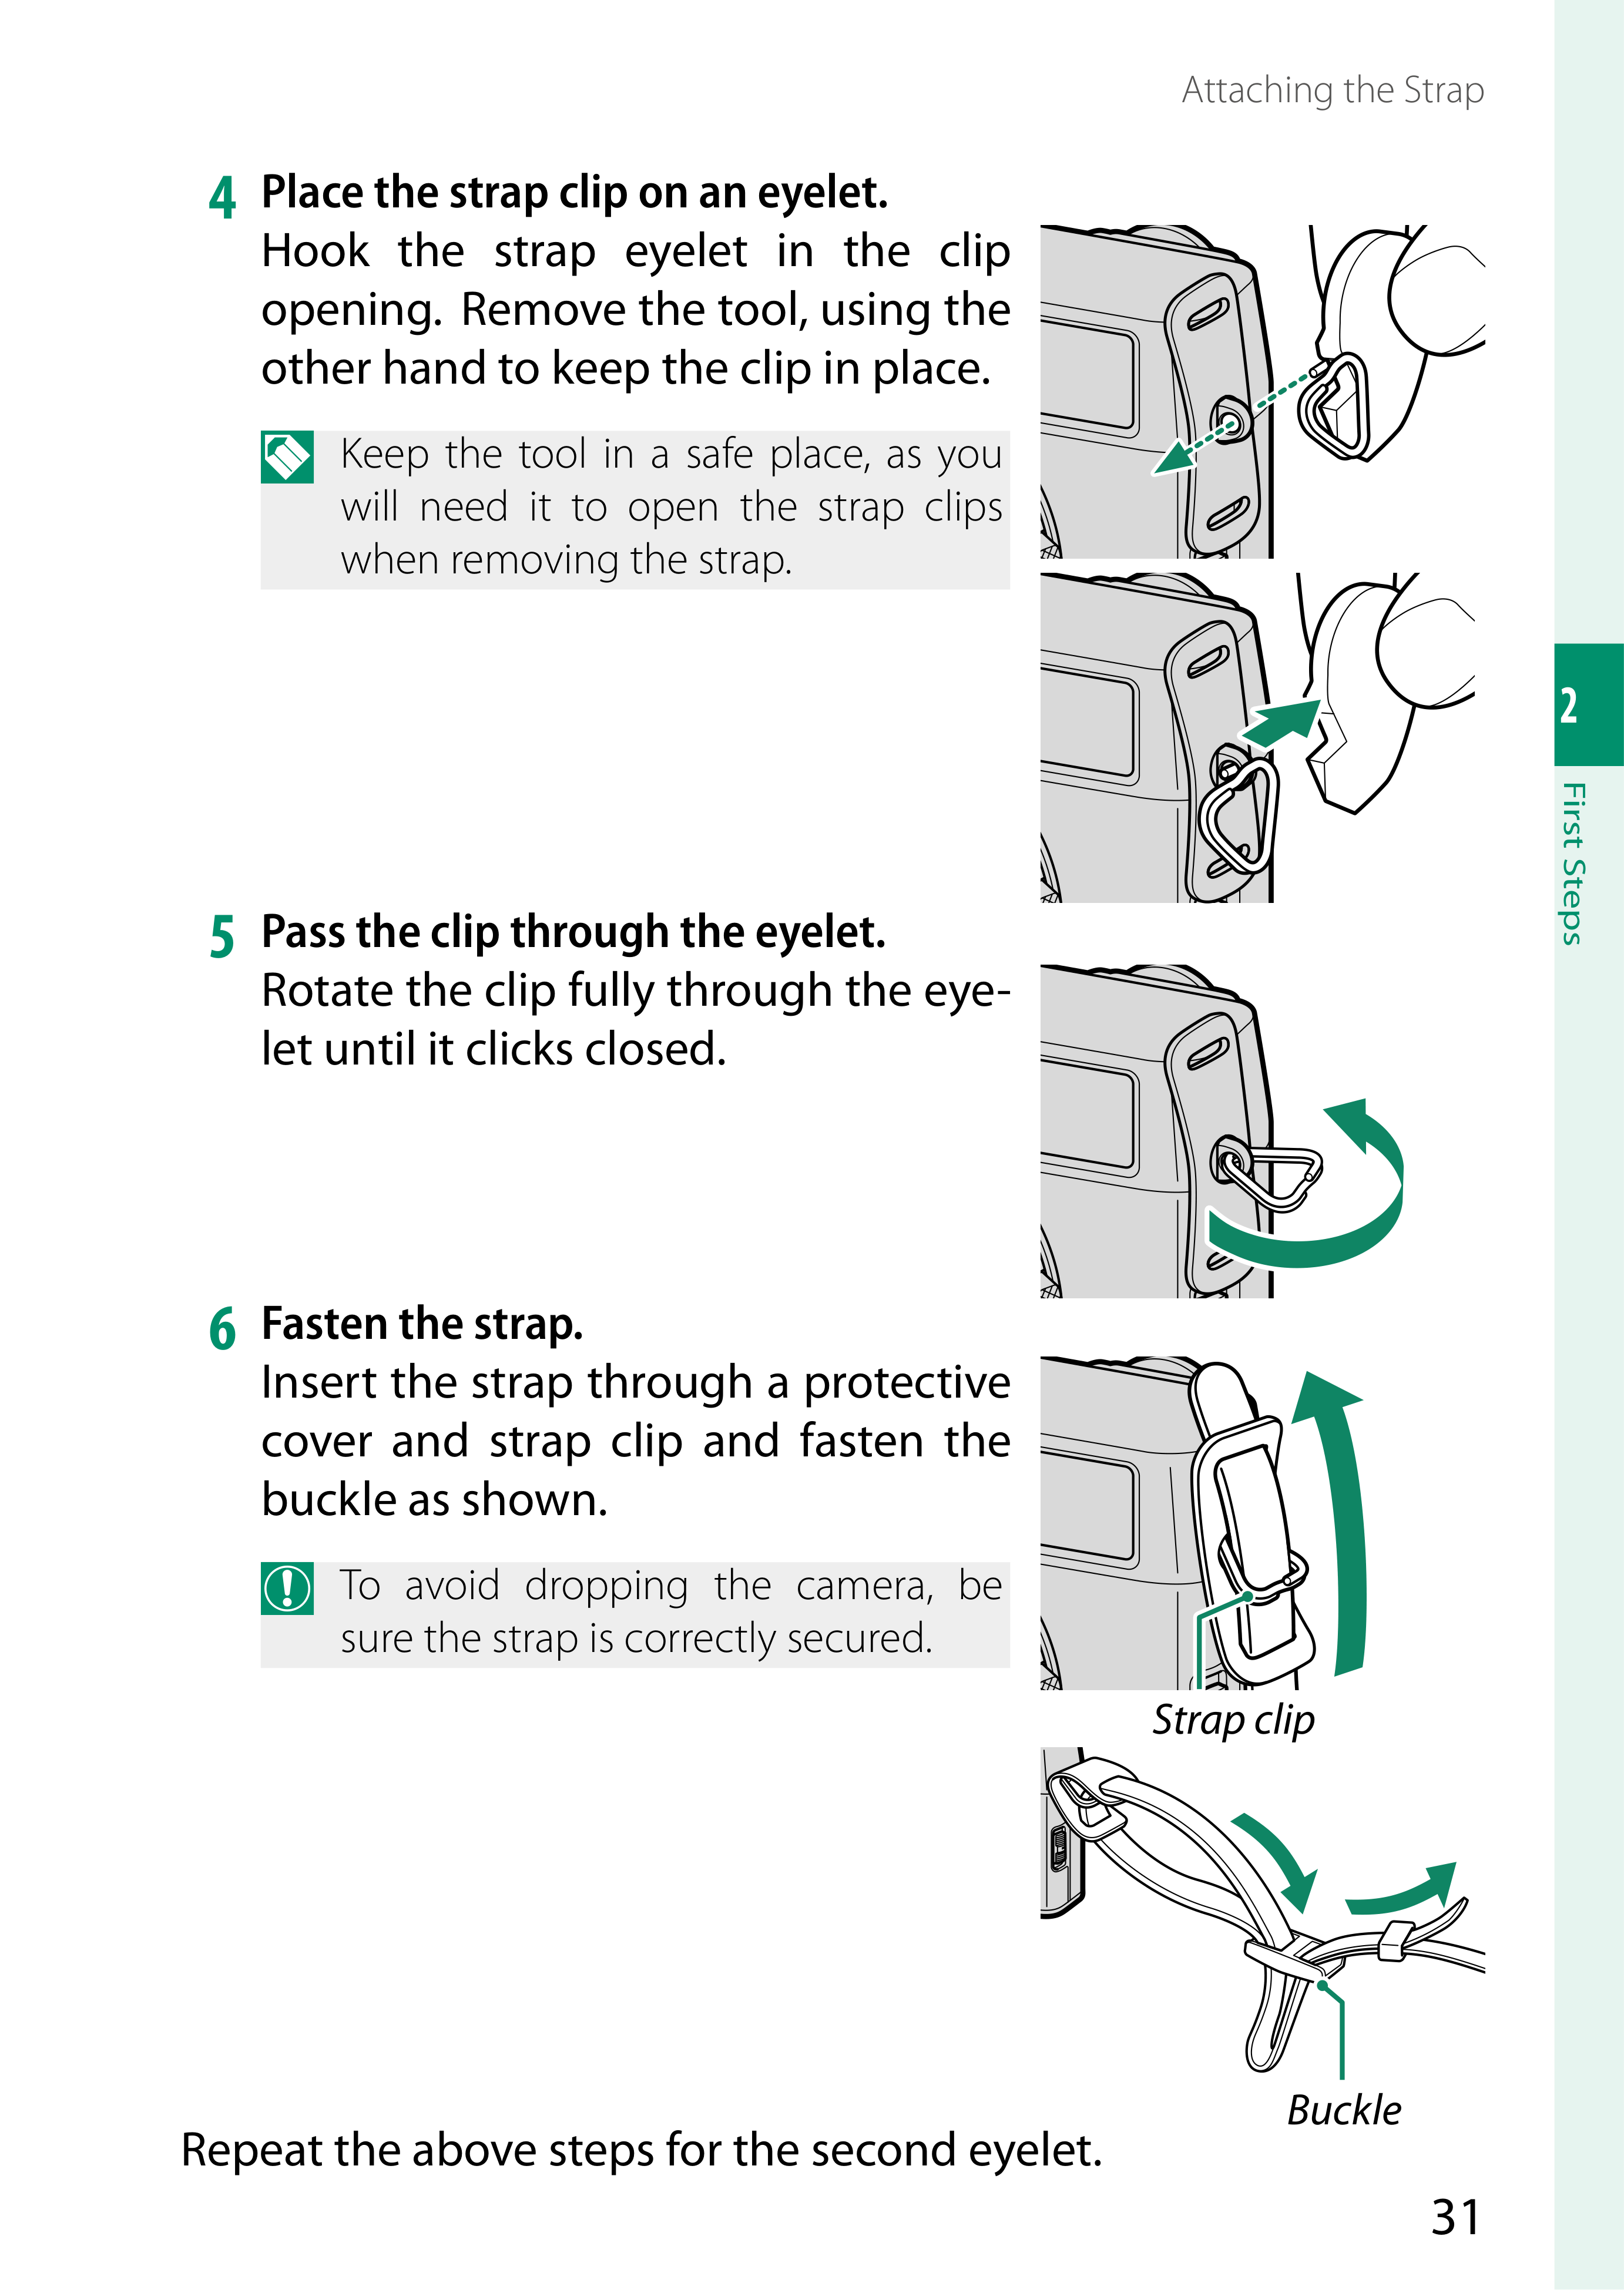 Attaching the Strap
4 Place the strap clip on an eyelet.
Hook the strap eyelet in the clip
opening. Remove the tool, using the
other hand to keep the clip in place.
Keep the tool in a safe place, as you
will need it to open the strap clips
when removing the strap.
5 Pass the clip through the eyelet.
Rotate the clip fully through the eye-
let until it clicks closed.
6 Fasten the strap.
Insert the strap through a protective
cover and strap clip and fasten the
buckle as shown.
To avoid dropping the camera, be
sure the strap is correctly secured.
Strap clip
Buckle
Repeat the above steps for the second eyelet.
2
First Steps
31